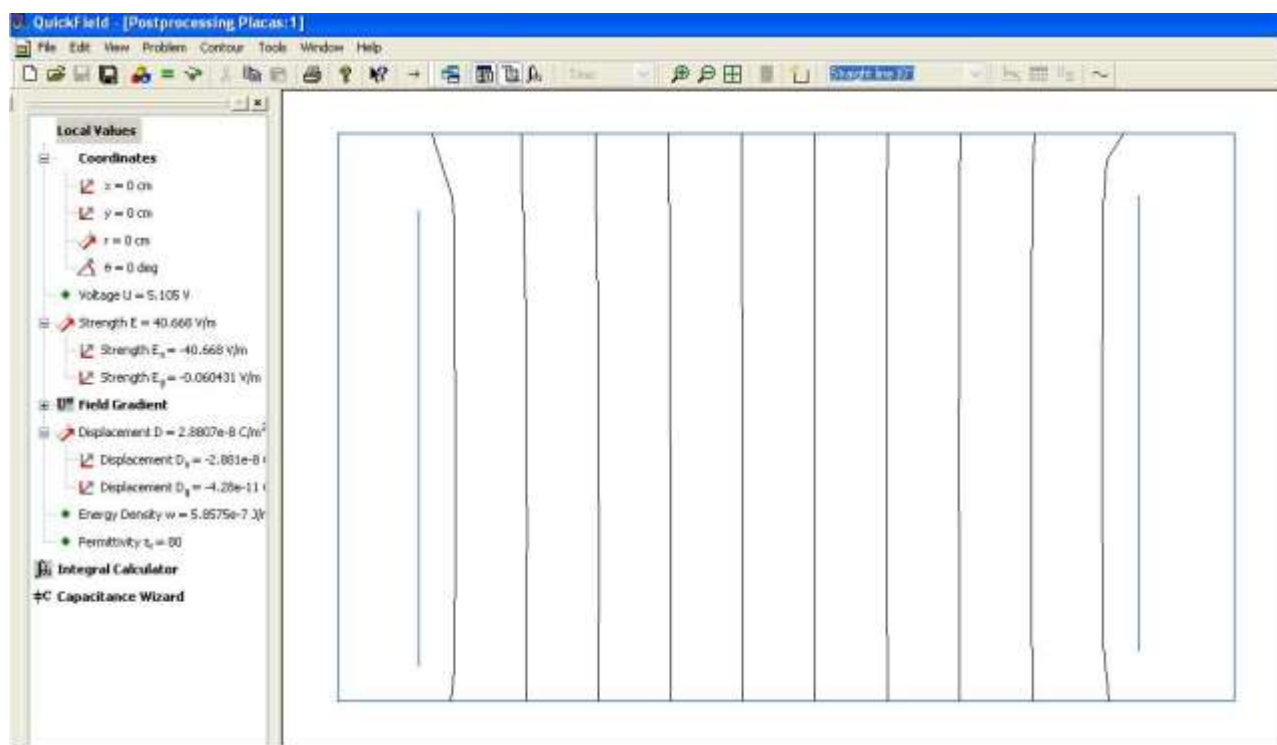 QuickField - [Postprocessing Placas:1]
File Edit View Problem Contour Tools Window Help
Local Values
Coordinates
x = 0 cm
y = 0 cm
r = 0 cm
θ = 0 deg
Voltage U = 5.105 V
Strength E = 40.668 V/m
Strength Ex = -40.668 V/m
Strength Ey = -0.060431 V/m
Field Gradient
Displacement D = 2.8807e-8 C/m²
Displacement Dx = -2.881e-8
Displacement Dy = -4.28e-11
Energy Density w = 5.8575e-7 J/
Permittivity εr = 80
Integral Calculator
Capacitance Wizard